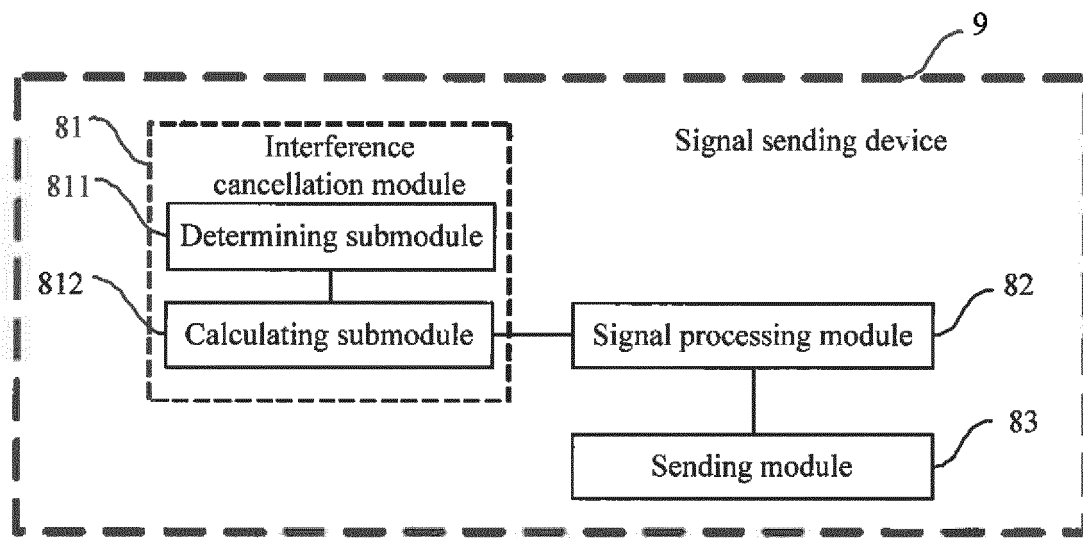 9
81
Interference
cancellation module
Signal sending device
811
Determining submodule
812
Calculating submodule
Signal processing module
82
Sending module
83